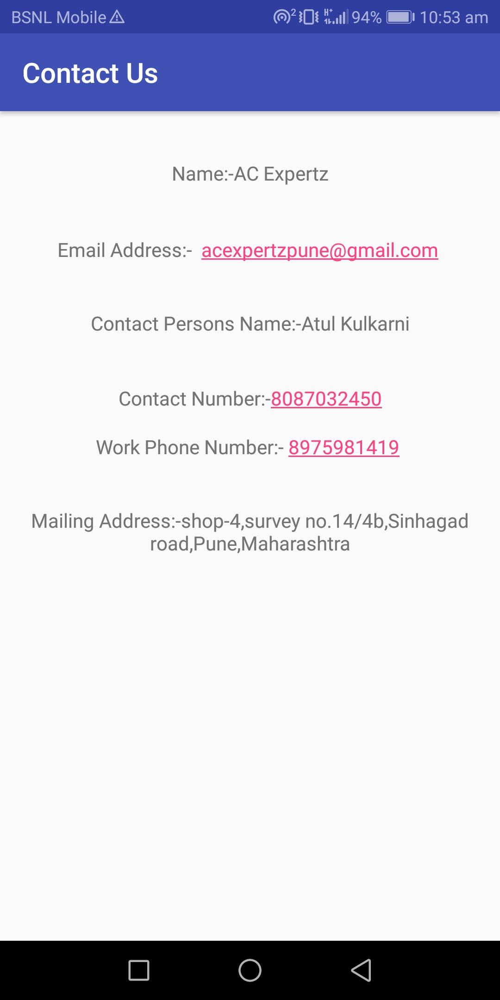 BSNL Mobile
2 H+ 94% 10:53 am
Contact Us
Name:-AC Expertz
Email Address:-  acexpertzpune@gmail.com
Contact Persons Name:-Atul Kulkarni
Contact Number:-8087032450
Work Phone Number:- 8975981419
Mailing Address:-shop-4,survey no.14/4b,Sinhagad
road,Pune,Maharashtra